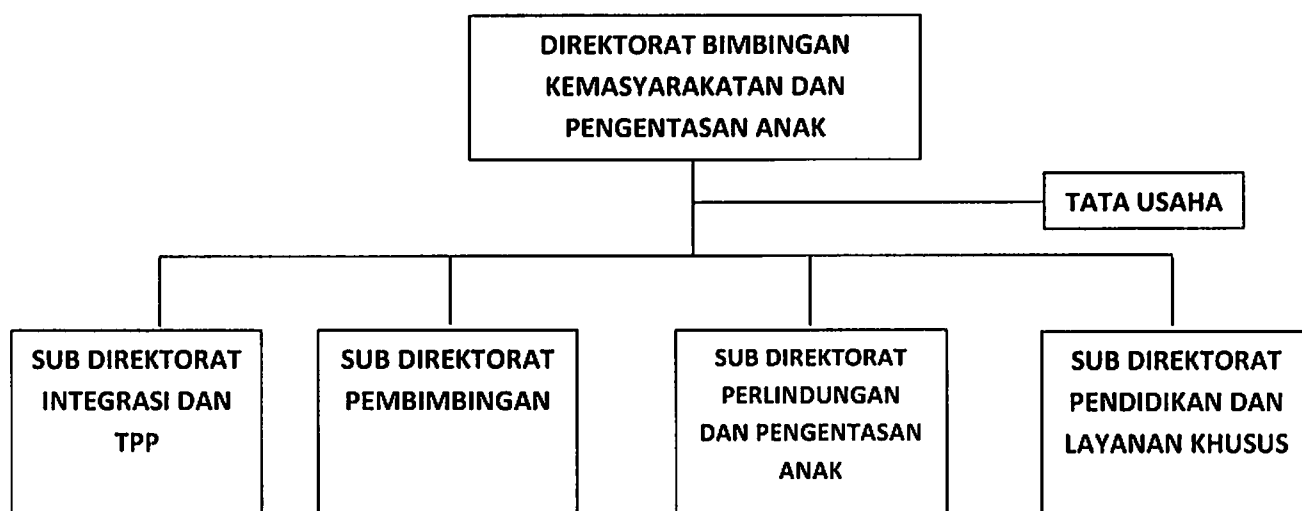 DIREKTORAT BIMBINGAN
KEMASYARAKATAN DAN
PENGENTASAN ANAK
TATA USAHA
SUB DIREKTORAT
INTEGRASI DAN
TPP
SUB DIREKTORAT
PEMBIMBINGAN
SUB DIREKTORAT
PERLINDUNGAN
DAN PENGENTASAN
ANAK
SUB DIREKTORAT
PENDIDIKAN DAN
LAYANAN KHUSUS